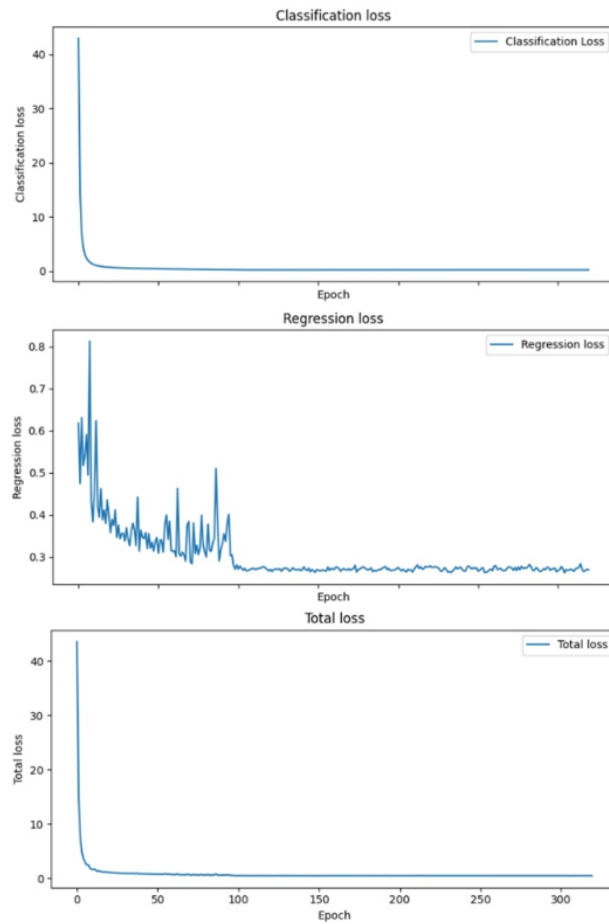 Classification loss
Classification Loss
40
30
20
10
0
Classification loss
Epoch
Regression loss
Regression loss
0.8
0.7
0.6
0.5
0.4
0.3
Regression loss
Epoch
Total loss
Total loss
40
30
20
10
0
Total loss
0 50 100 150 200 250 300
Epoch